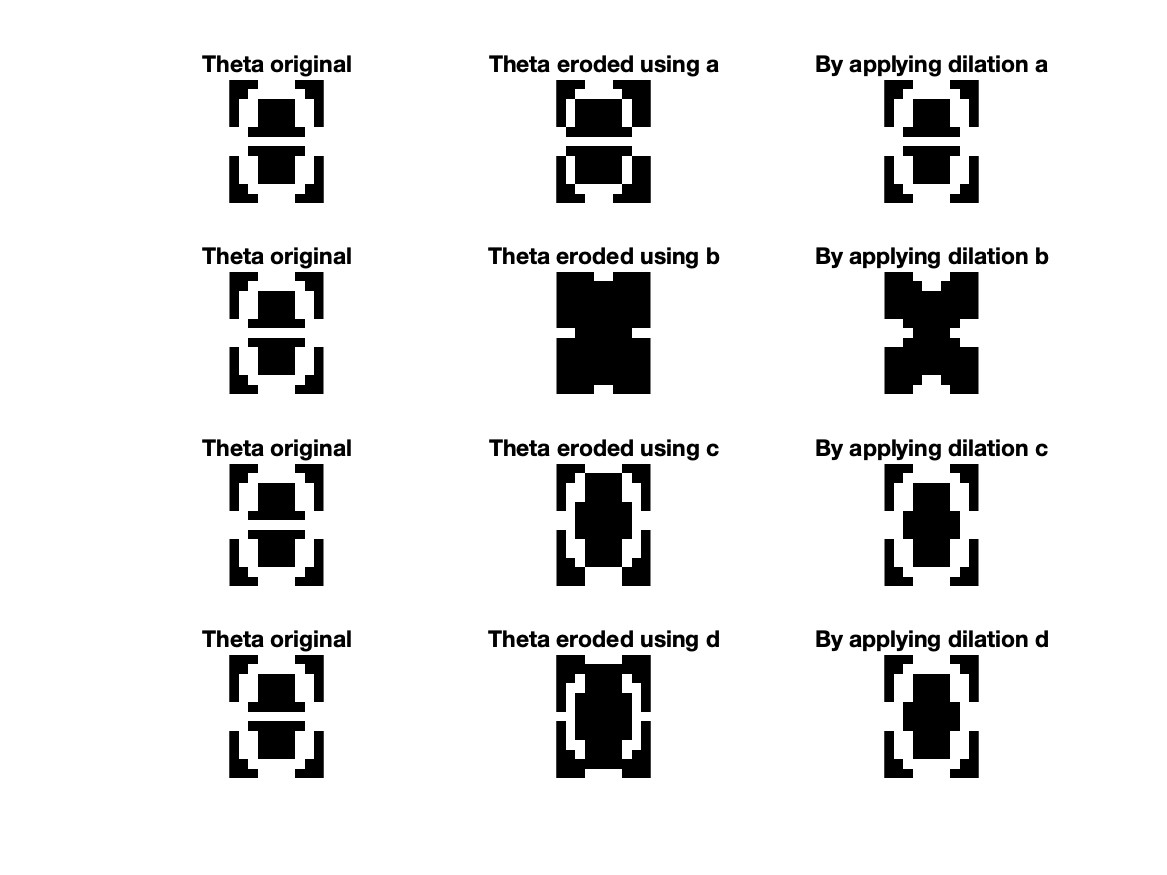 Theta original
Theta eroded using a
By applying dilation a
Theta original
Theta eroded using b
By applying dilation b
Theta original
Theta eroded using c
By applying dilation c
Theta original
Theta eroded using d
By applying dilation d